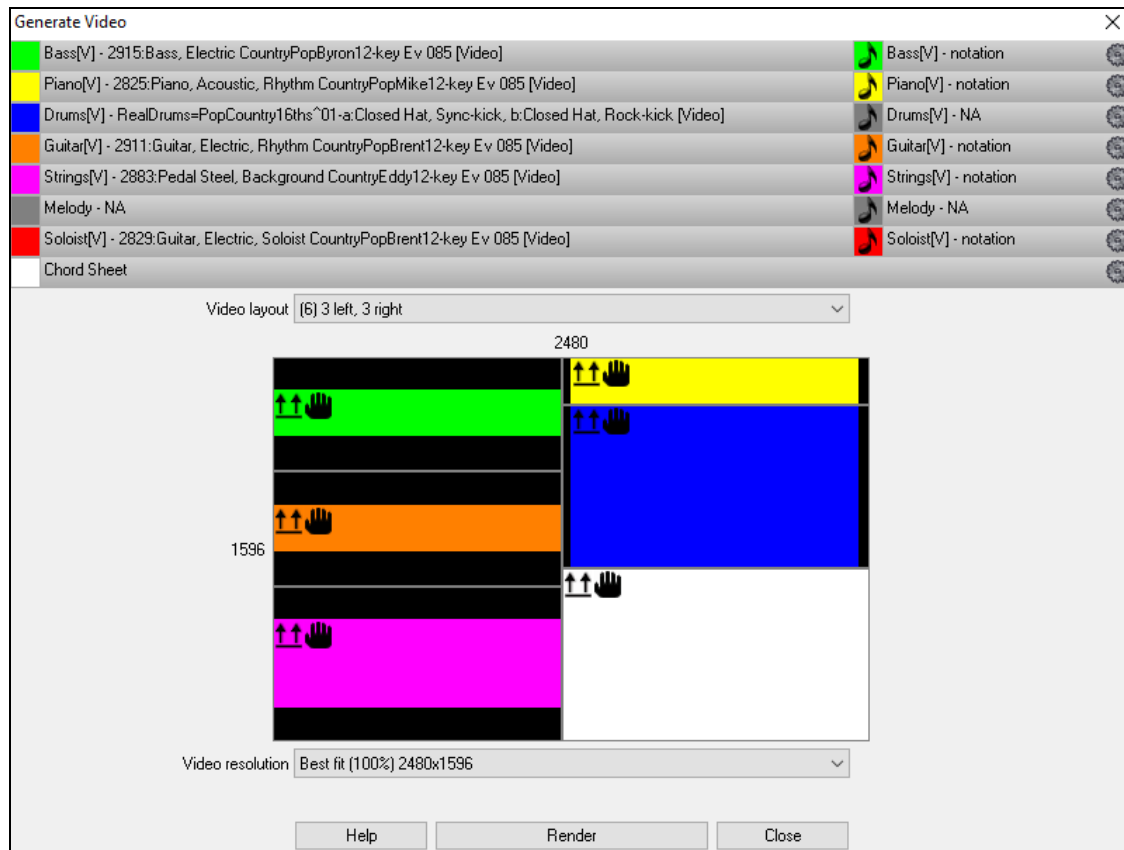 Generate Video
Bass[V] - 2915:Bass, Electric CountryPopByron12-key Ev 085 [Video] Bass[V] - notation
Piano[V] - 2825:Piano, Acoustic, Rhythm CountryPopMike12-key Ev 085 [Video] Piano[V] - notation
Drums[V] - RealDrums=PopCountry16ths^01-a:Closed Hat, Sync-kick, b:Closed Hat, Rock-kick [Video] Drums[V] - NA
Guitar[V] - 2911:Guitar, Electric, Rhythm CountryPopBrent12-key Ev 085 [Video] Guitar[V] - notation
Strings[V] - 2883:Pedal Steel, Background CountryEddy12-key Ev 085 [Video] Strings[V] - notation
Melody - NA Melody - NA
Soloist[V] - 2829:Guitar, Electric, Soloist CountryPopBrent12-key Ev 085 [Video] Soloist[V] - notation
Chord Sheet
Video layout (6) 3 left, 3 right
2480
1596
Video resolution Best fit (100%) 2480x1596
Help Render Close